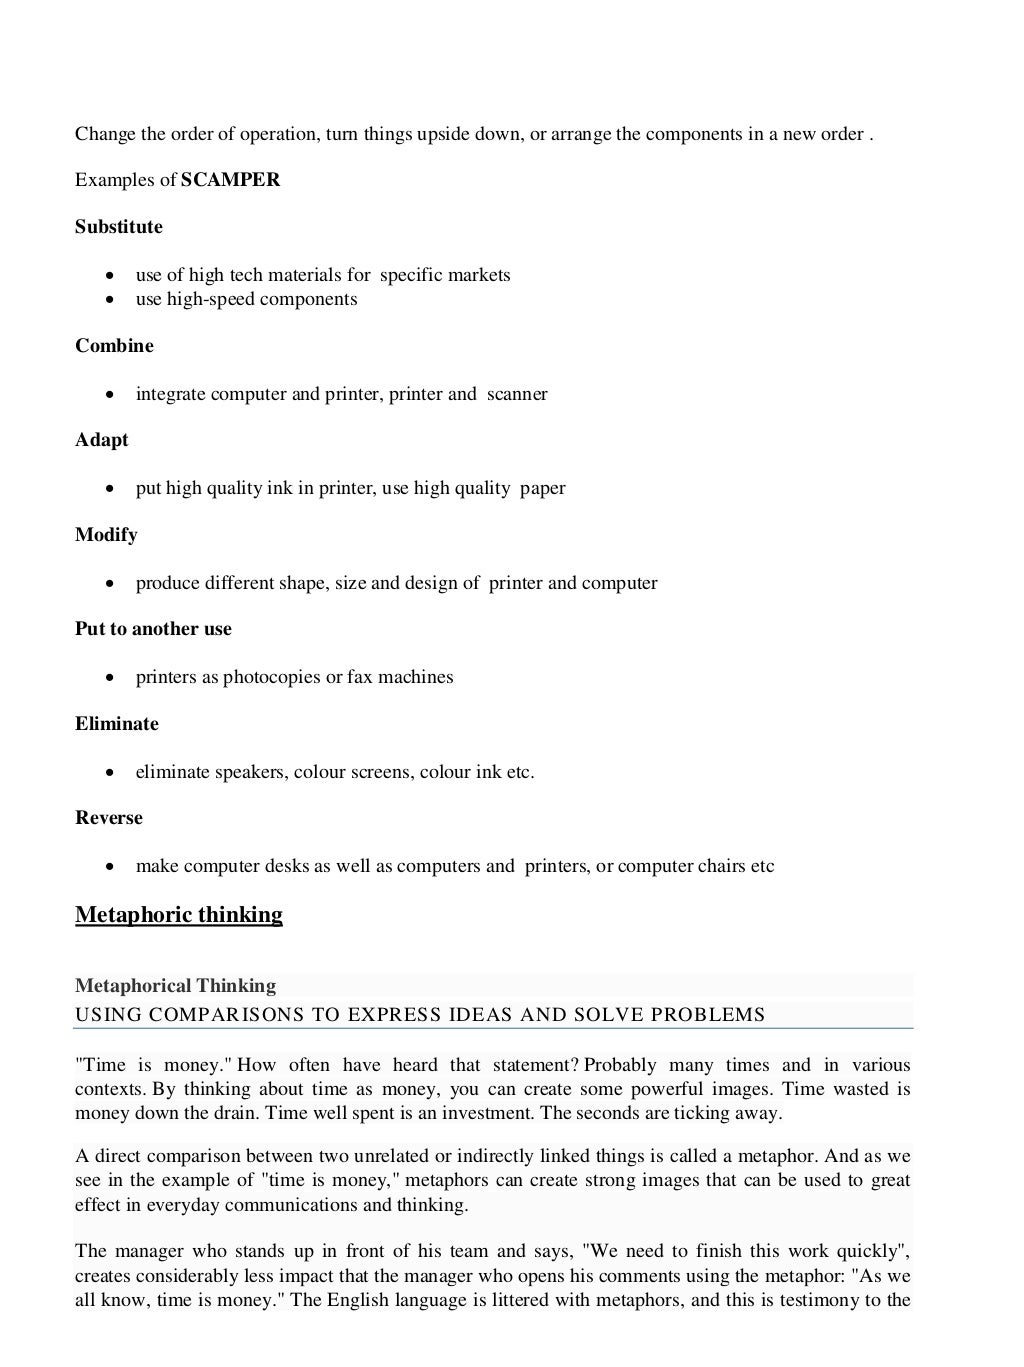 Change the order of operation, turn things upside down, or arrange the components in a new order .
Examples of SCAMPER
Substitute
• use of high tech materials for specific markets
• use high-speed components
Combine
• integrate computer and printer, printer and scanner
Adapt
• put high quality ink in printer, use high quality paper
Modify
• produce different shape, size and design of printer and computer
Put to another use
• printers as photocopies or fax machines
Eliminate
• eliminate speakers, colour screens, colour ink etc.
Reverse
• make computer desks as well as computers and printers, or computer chairs etc
Metaphoric thinking
Metaphorical Thinking
USING COMPARISONS TO EXPRESS IDEAS AND SOLVE PROBLEMS
"Time is money." How often have heard that statement? Probably many times and in various
contexts. By thinking about time as money, you can create some powerful images. Time wasted is
money down the drain. Time well spent is an investment. The seconds are ticking away.
A direct comparison between two unrelated or indirectly linked things is called a metaphor. And as we
see in the example of "time is money," metaphors can create strong images that can be used to great
effect in everyday communications and thinking.
The manager who stands up in front of his team and says, "We need to finish this work quickly",
creates considerably less impact that the manager who opens his comments using the metaphor: "As we
all know, time is money." The English language is littered with metaphors, and this is testimony to the